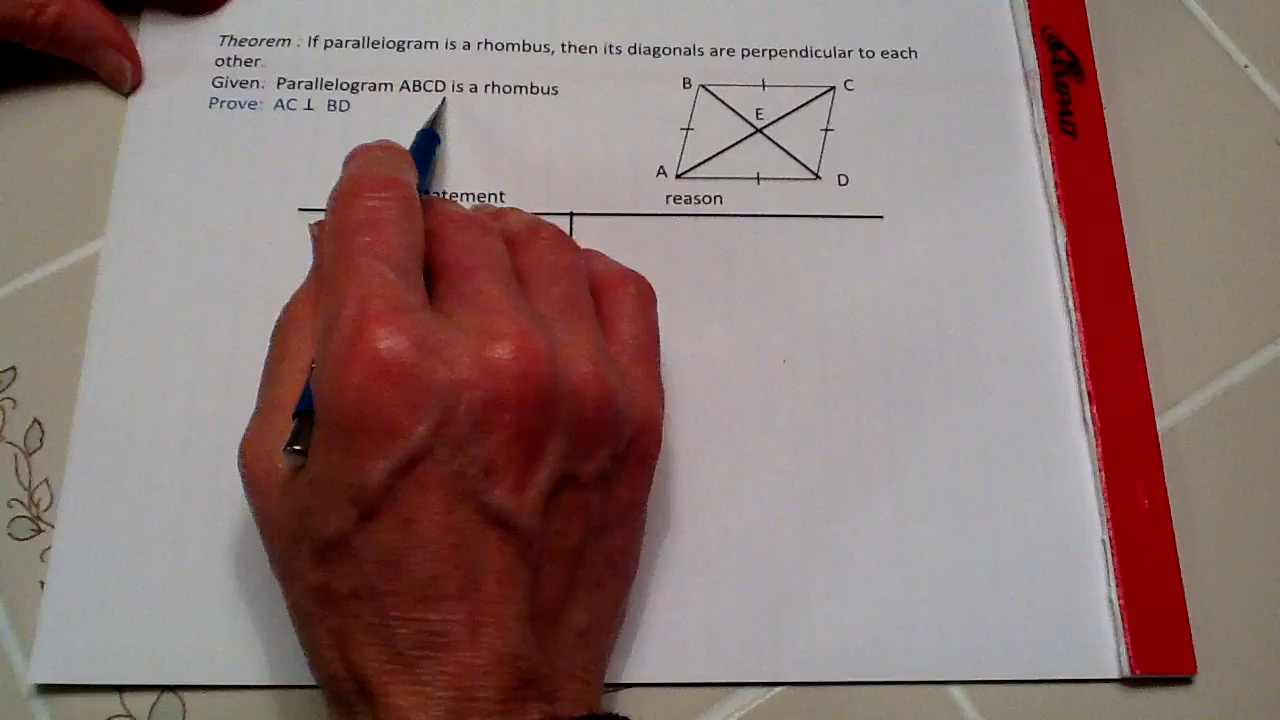 Theorem : If parallelogram is a rhombus, then its diagonals are perpendicular to each
other.
Given: Parallelogram ABCD is a rhombus
Prove: AC ⊥ BD
B C
E
A D
reason